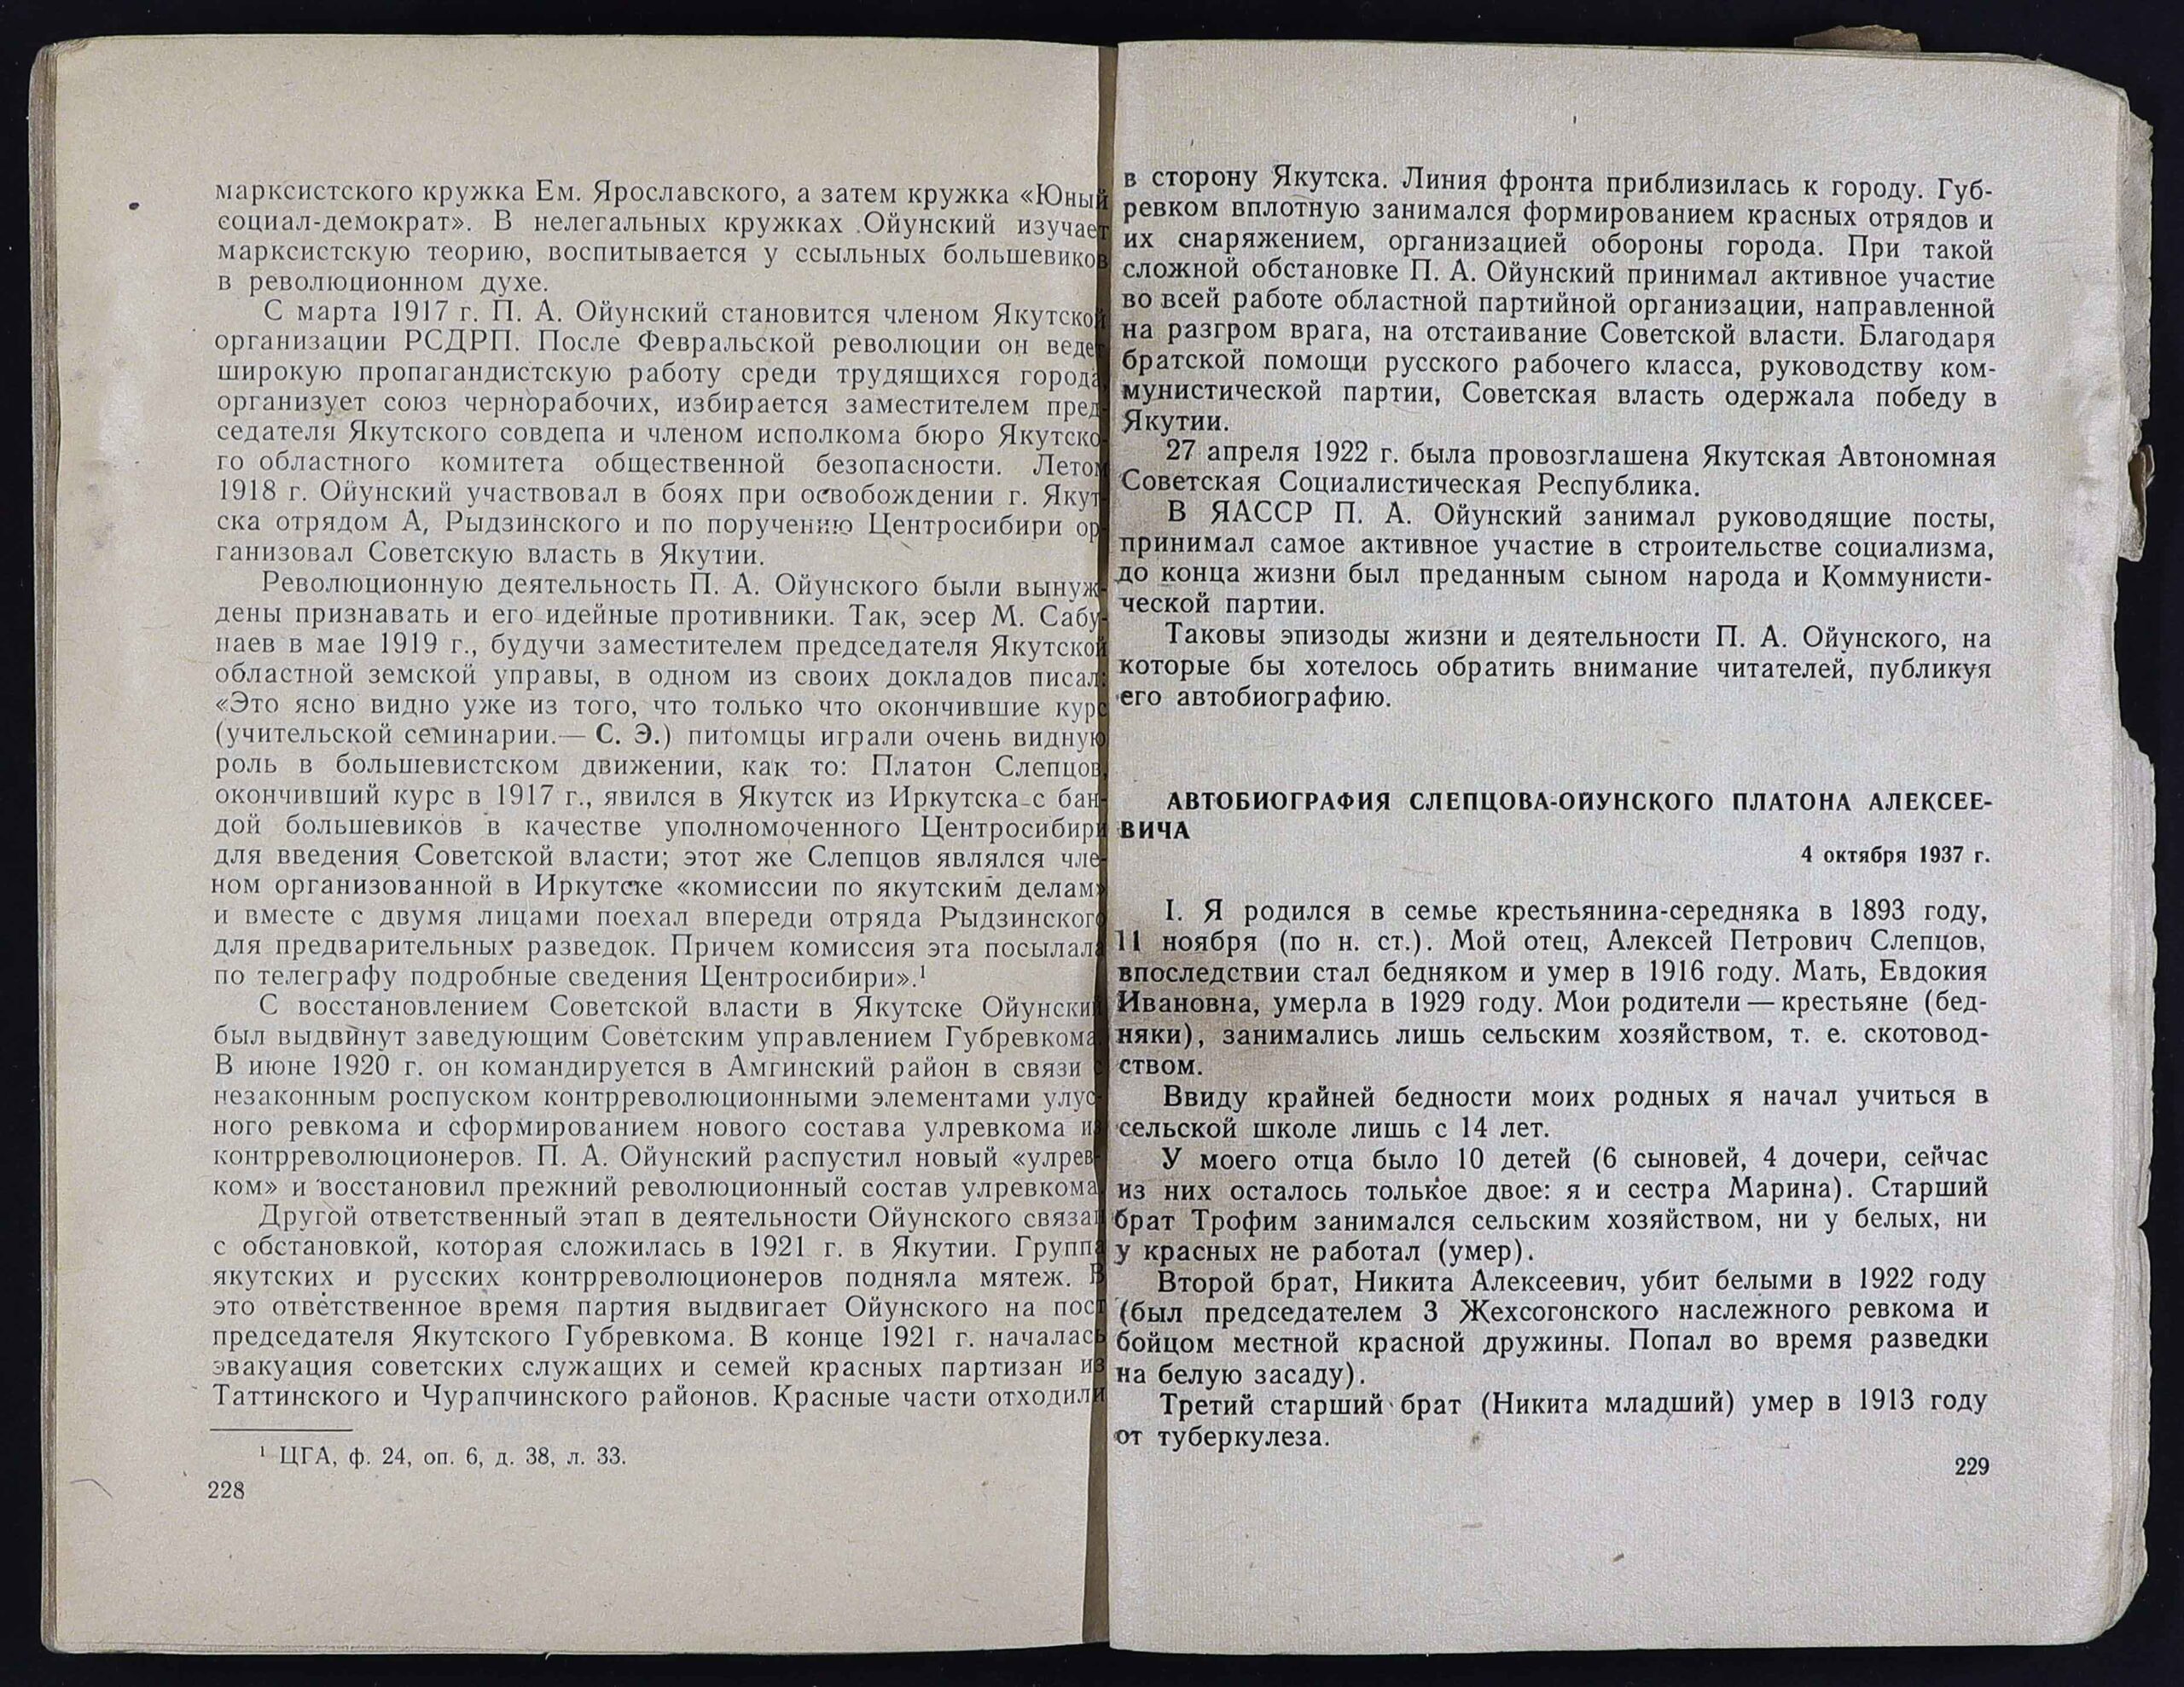 марксистского кружка Ем. Ярославского, а затем кружка «Юный
социал-демократ». В нелегальных кружках Ойунский изучает
марксистскую теорию, воспитывается у ссыльных большевиков
в революционном духе.
С марта 1917 г. П. А. Ойунский становится членом Якутской
организации РСДРП. После Февральской революции он ведет
широкую пропагандистскую работу среди трудящихся города,
организует союз чернорабочих, избирается заместителем пред-
седателя Якутского совдепа и членом исполкома бюро Якутско-
го областного комитета общественной безопасности. Летом
1918 г. Ойунский участвовал в боях при освобождении г. Якут-
ска отрядом А, Рыдзинского и по поручению Центросибири ор-
ганизовал Советскую власть в Якутии.
Революционную деятельность П. А. Ойунского были вынуж-
дены признавать и его идейные противники. Так, эсер М. Сабу-
наев в мае 1919 г., будучи заместителем председателя Якутской
областной земской управы, в одном из своих докладов писал:
«Это ясно видно уже из того, что только что окончившие курс
(учительской семинарии.— С. Э.) питомцы играли очень видную
роль в большевистском движении, как то: Платон Слепцов,
окончивший курс в 1917 г., явился в Якутск из Иркутска с бан-
дой большевиков в качестве уполномоченного Центросибири
для введения Советской власти; этот же Слепцов являлся чле-
ном организованной в Иркутске «комиссии по якутским делам»
и вместе с двумя лицами поехал впереди отряда Рыдзинского
для предварительных разведок. Причем комиссия эта посылала
по телеграфу подробные сведения Центросибири».¹
С восстановлением Советской власти в Якутске Ойунский
был выдвинут заведующим Советским управлением Губревкома.
В июне 1920 г. он командируется в Амгинский район в связи с
незаконным роспуском контрреволюционными элементами улус-
ного ревкома и сформированием нового состава улревкома из
контрреволюционеров. П. А. Ойунский распустил новый «улрев-
ком» и восстановил прежний революционный состав улревкома.
Другой ответственный этап в деятельности Ойунского связан
с обстановкой, которая сложилась в 1921 г. в Якутии. Группа
якутских и русских контрреволюционеров подняла мятеж. В
это ответственное время партия выдвигает Ойунского на пост
председателя Якутского Губревкома. В конце 1921 г. началась
эвакуация советских служащих и семей красных партизан из
Таттинского и Чурапчинского районов. Красные части отходили
¹ ЦГА, ф. 24, оп. 6, д. 38, л. 33.
228
в сторону Якутска. Линия фронта приблизилась к городу. Губ-
ревком вплотную занимался формированием красных отрядов и
их снаряжением, организацией обороны города. При такой
сложной обстановке П. А. Ойунский принимал активное участие
во всей работе областной партийной организации, направленной
на разгром врага, на отстаивание Советской власти. Благодаря
братской помощи русского рабочего класса, руководству ком-
мунистической партии, Советская власть одержала победу в
Якутии.
27 апреля 1922 г. была провозглашена Якутская Автономная
Советская Социалистическая Республика.
В ЯАССР П. А. Ойунский занимал руководящие посты,
принимал самое активное участие в строительстве социализма,
до конца жизни был преданным сыном народа и Коммунисти-
ческой партии.
Таковы эпизоды жизни и деятельности П. А. Ойунского, на
которые бы хотелось обратить внимание читателей, публикуя
его автобиографию.
АВТОБИОГРАФИЯ СЛЕПЦОВА-ОЙУНСКОГО ПЛАТОНА АЛЕКСЕЕ-
ВИЧА
4 октября 1937 г.
I. Я родился в семье крестьянина-середняка в 1893 году,
11 ноября (по н. ст.). Мой отец, Алексей Петрович Слепцов,
впоследствии стал бедняком и умер в 1916 году. Мать, Евдокия
Ивановна, умерла в 1929 году. Мои родители — крестьяне (бед-
няки), занимались лишь сельским хозяйством, т. е. скотовод-
ством.
Ввиду крайней бедности моих родных я начал учиться в
сельской школе лишь с 14 лет.
У моего отца было 10 детей (6 сыновей, 4 дочери, сейчас
из них осталось толькое двое: я и сестра Марина). Старший
брат Трофим занимался сельским хозяйством, ни у белых, ни
у красных не работал (умер).
Второй брат, Никита Алексеевич, убит белыми в 1922 году
(был председателем 3 Жехсогонского наслежного ревкома и
бойцом местной красной дружины. Попал во время разведки
на белую засаду).
Третий старший брат (Никита младший) умер в 1913 году
от туберкулеза.
229